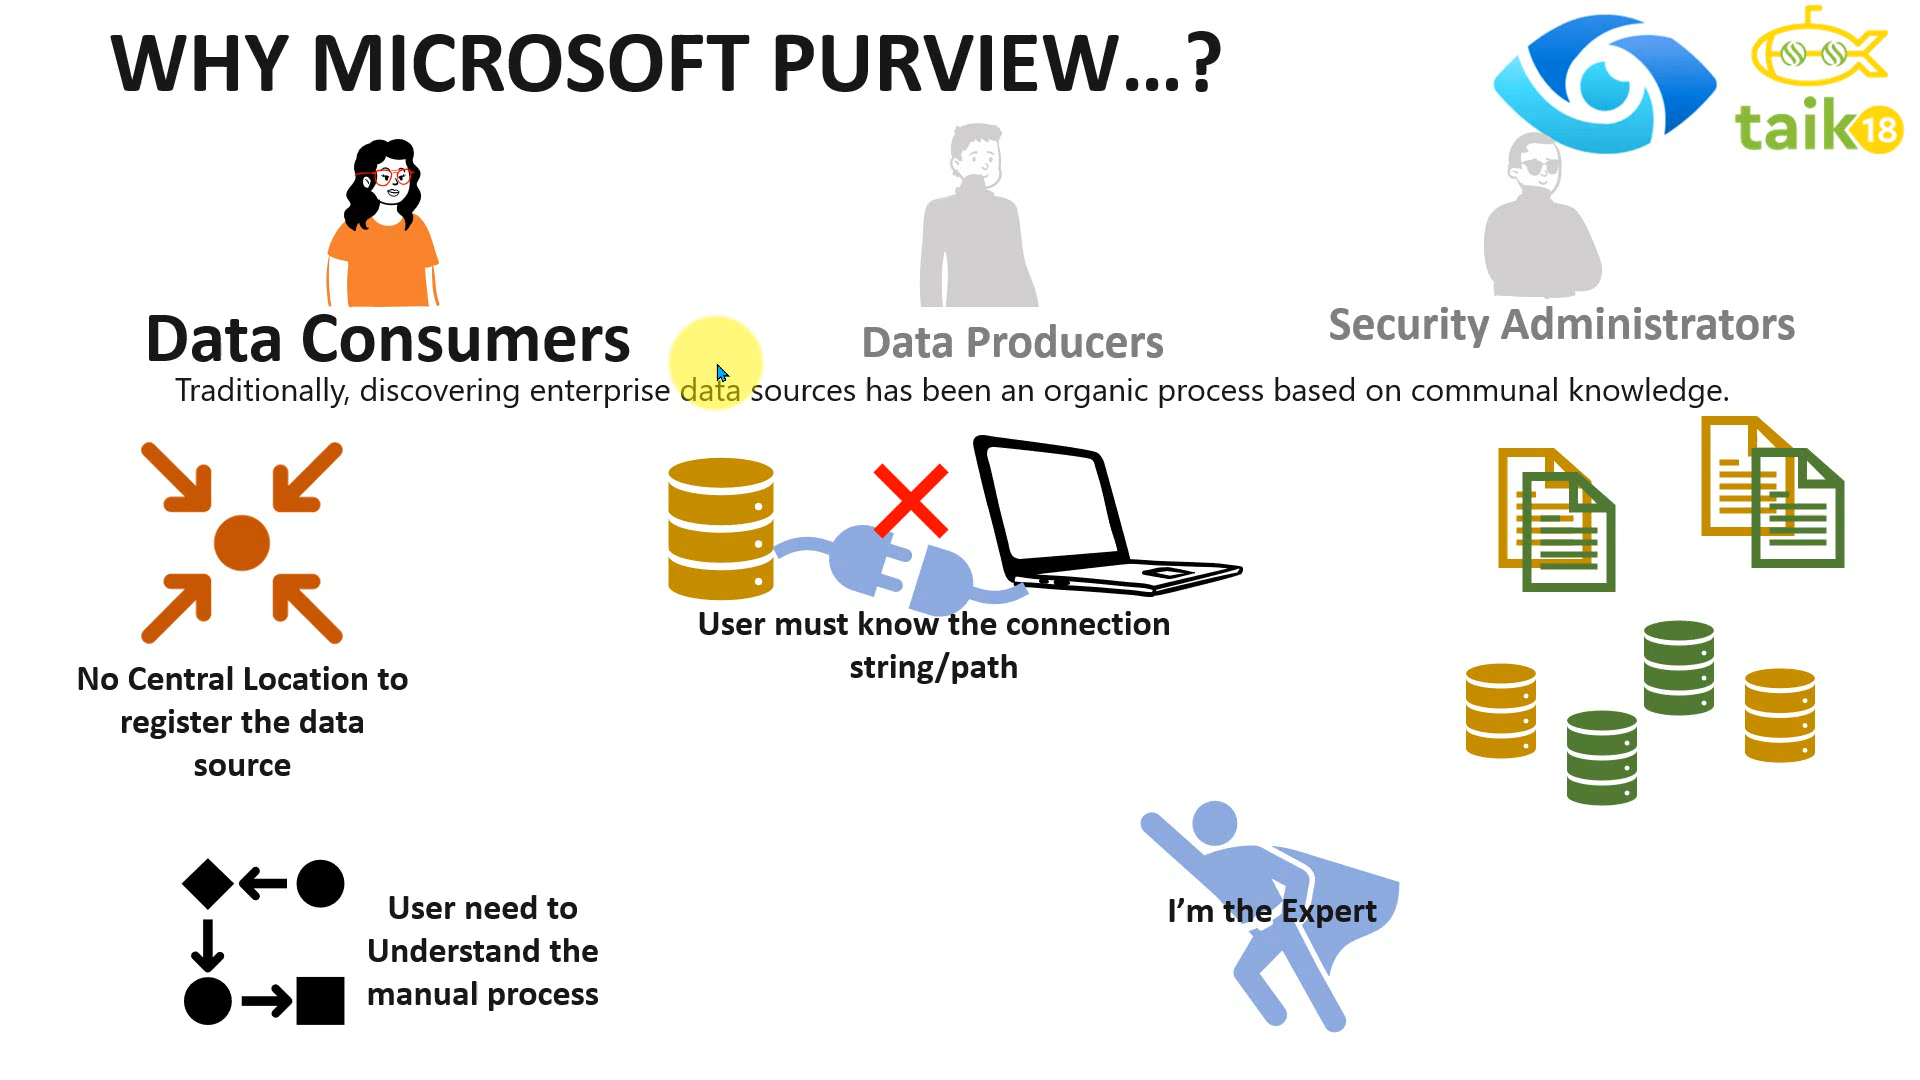 WHY MICROSOFT PURVIEW...?
taik18
Data Consumers
Data Producers
Security Administrators
Traditionally, discovering enterprise data sources has been an organic process based on communal knowledge.
User must know the connection
string/path
No Central Location to
register the data
source
User need to
Understand the
manual process
I'm the Expert